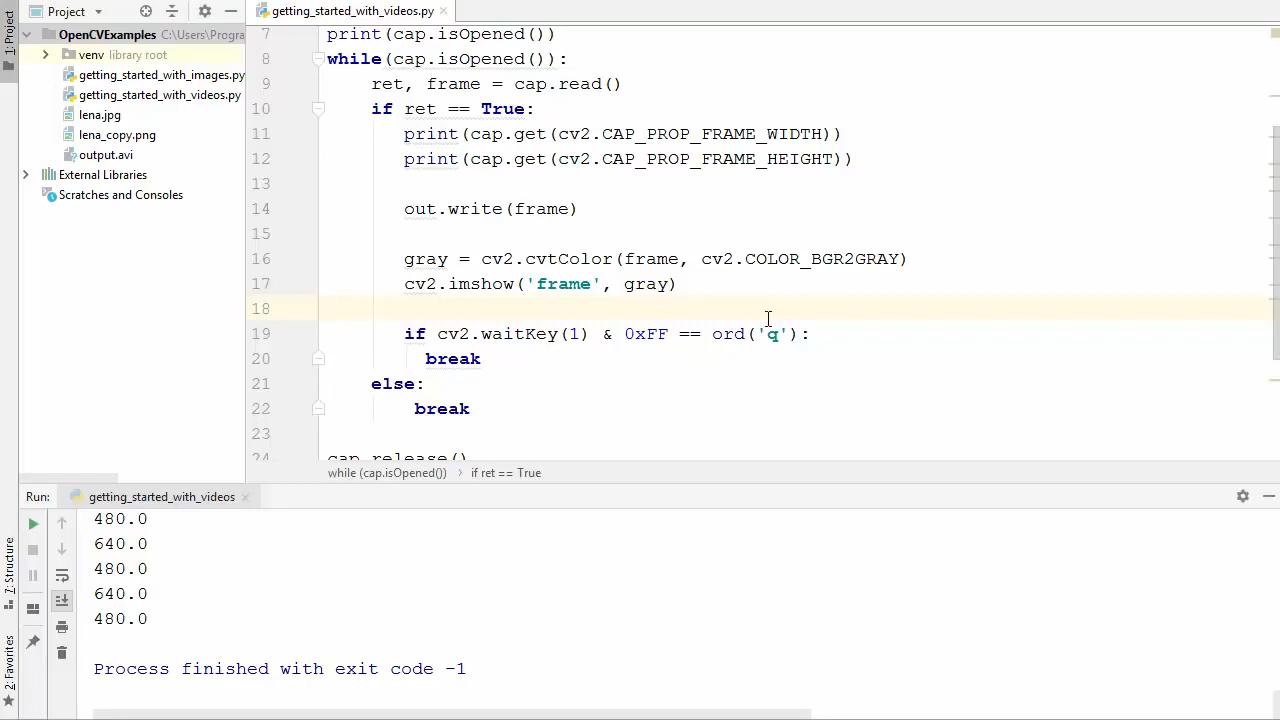 1: Project
Project
getting_started_with_videos.py
OpenCVExamples C:\Users\Progra
venv library root
getting_started_with_images.py
getting_started_with_videos.py
lena.jpg
lena_copy.png
output.avi
External Libraries
Scratches and Consoles
7 print(cap.isOpened())
8 while(cap.isOpened()):
9 ret, frame = cap.read()
10 if ret == True:
11 print(cap.get(cv2.CAP_PROP_FRAME_WIDTH))
12 print(cap.get(cv2.CAP_PROP_FRAME_HEIGHT))
13
14 out.write(frame)
15
16 gray = cv2.cvtColor(frame, cv2.COLOR_BGR2GRAY)
17 cv2.imshow('frame', gray)
18
19 if cv2.waitKey(1) & 0xFF == ord('q'):
20 break
21 else:
22 break
23
24 cap.release()
while (cap.isOpened()) if ret == True
Run: getting_started_with_videos
480.0
640.0
480.0
640.0
480.0
Process finished with exit code -1
7: Structure
2: Favorites